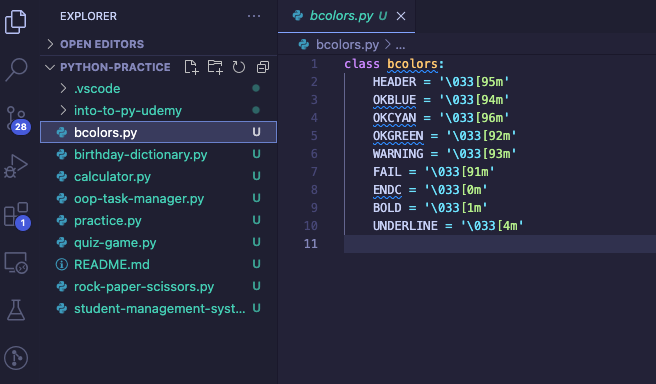 EXPLORER
OPEN EDITORS
PYTHON-PRACTICE
.vscode
into-to-py-udemy
bcolors.py U
birthday-dictionary.py U
calculator.py U
oop-task-manager.py U
practice.py U
quiz-game.py U
README.md U
rock-paper-scissors.py U
student-management-syst... U
28
1
bcolors.py U
bcolors.py > ...
1 class bcolors:
2 HEADER = '\033[95m'
3 OKBLUE = '\033[94m'
4 OKCYAN = '\033[96m'
5 OKGREEN = '\033[92m'
6 WARNING = '\033[93m'
7 FAIL = '\033[91m'
8 ENDC = '\033[0m'
9 BOLD = '\033[1m'
10 UNDERLINE = '\033[4m'
11